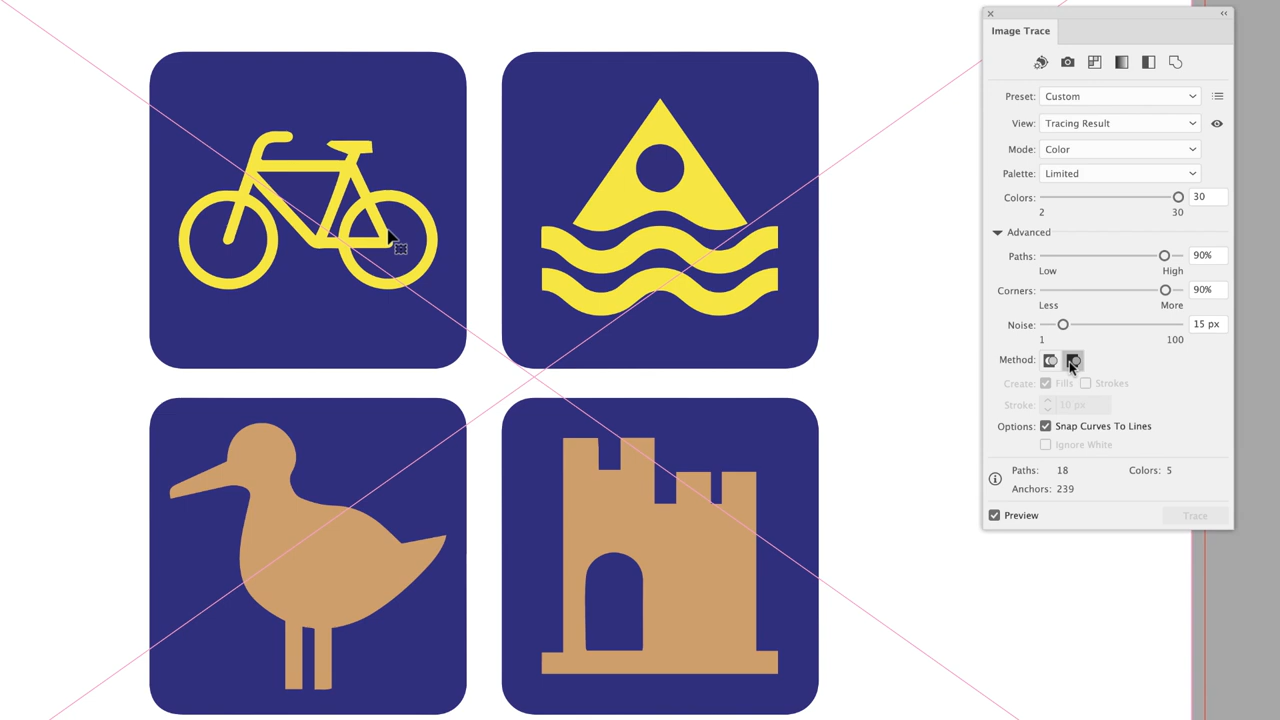 Image Trace
Preset: Custom
View: Tracing Result
Mode: Color
Palette: Limited
Colors: 30
2 30
Advanced
Paths: 90%
Low High
Corners: 90%
Less More
Noise: 15 px
1 100
Method:
Create: Fills Strokes
Stroke: 10 px
Options: Snap Curves To Lines
Ignore White
Paths: 18 Colors: 5
Anchors: 239
Preview Trace